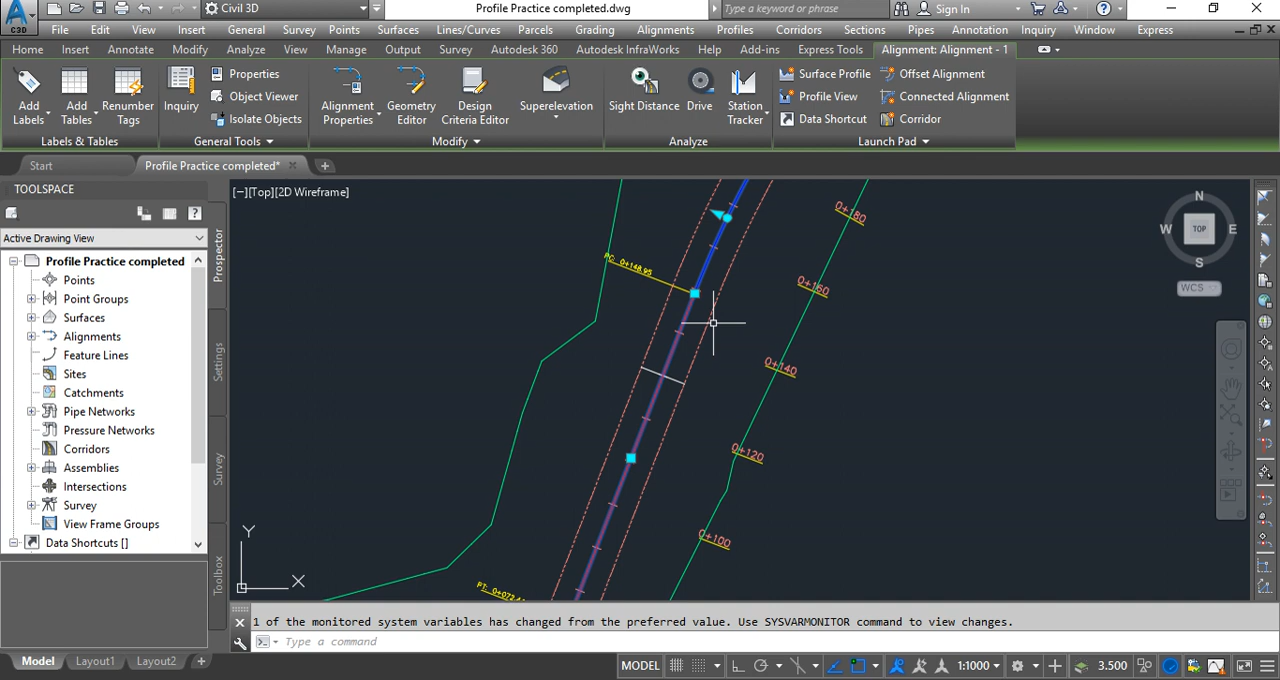 C3D
Civil 3D
Profile Practice completed.dwg
Type a keyword or phrase
Sign In
File Edit View Insert General Survey Points Surfaces Lines/Curves Parcels Grading Alignments Profiles Corridors Sections Pipes Annotation Inquiry Window Express
Home Insert Annotate Modify Analyze View Manage Output Survey Autodesk 360 Autodesk InfraWorks Help Add-ins Express Tools Alignment: Alignment - 1
Add Labels
Add Tables
Renumber Tags
Inquiry
Properties
Object Viewer
Isolate Objects
Alignment Properties
Geometry Editor
Design Criteria Editor
Superelevation
Sight Distance
Drive
Station Tracker
Surface Profile
Profile View
Data Shortcut
Offset Alignment
Connected Alignment
Corridor
Labels & Tables
General Tools
Modify
Analyze
Launch Pad
Start
Profile Practice completed*
TOOLSPACE
Active Drawing View
Profile Practice completed
Points
Point Groups
Surfaces
Alignments
Feature Lines
Sites
Catchments
Pipe Networks
Pressure Networks
Corridors
Assemblies
Intersections
Survey
View Frame Groups
Data Shortcuts []
Prospector
Settings
Survey
Toolbox
[−][Top][2D Wireframe]
PC: 0+148.95
0+180
0+160
0+140
0+120
0+100
N
W
TOP
E
S
WCS
Y
X
1 of the monitored system variables has changed from the preferred value. Use SYSVARMONITOR command to view changes.
Type a command
Model Layout1 Layout2
MODEL
1:1000
3.500